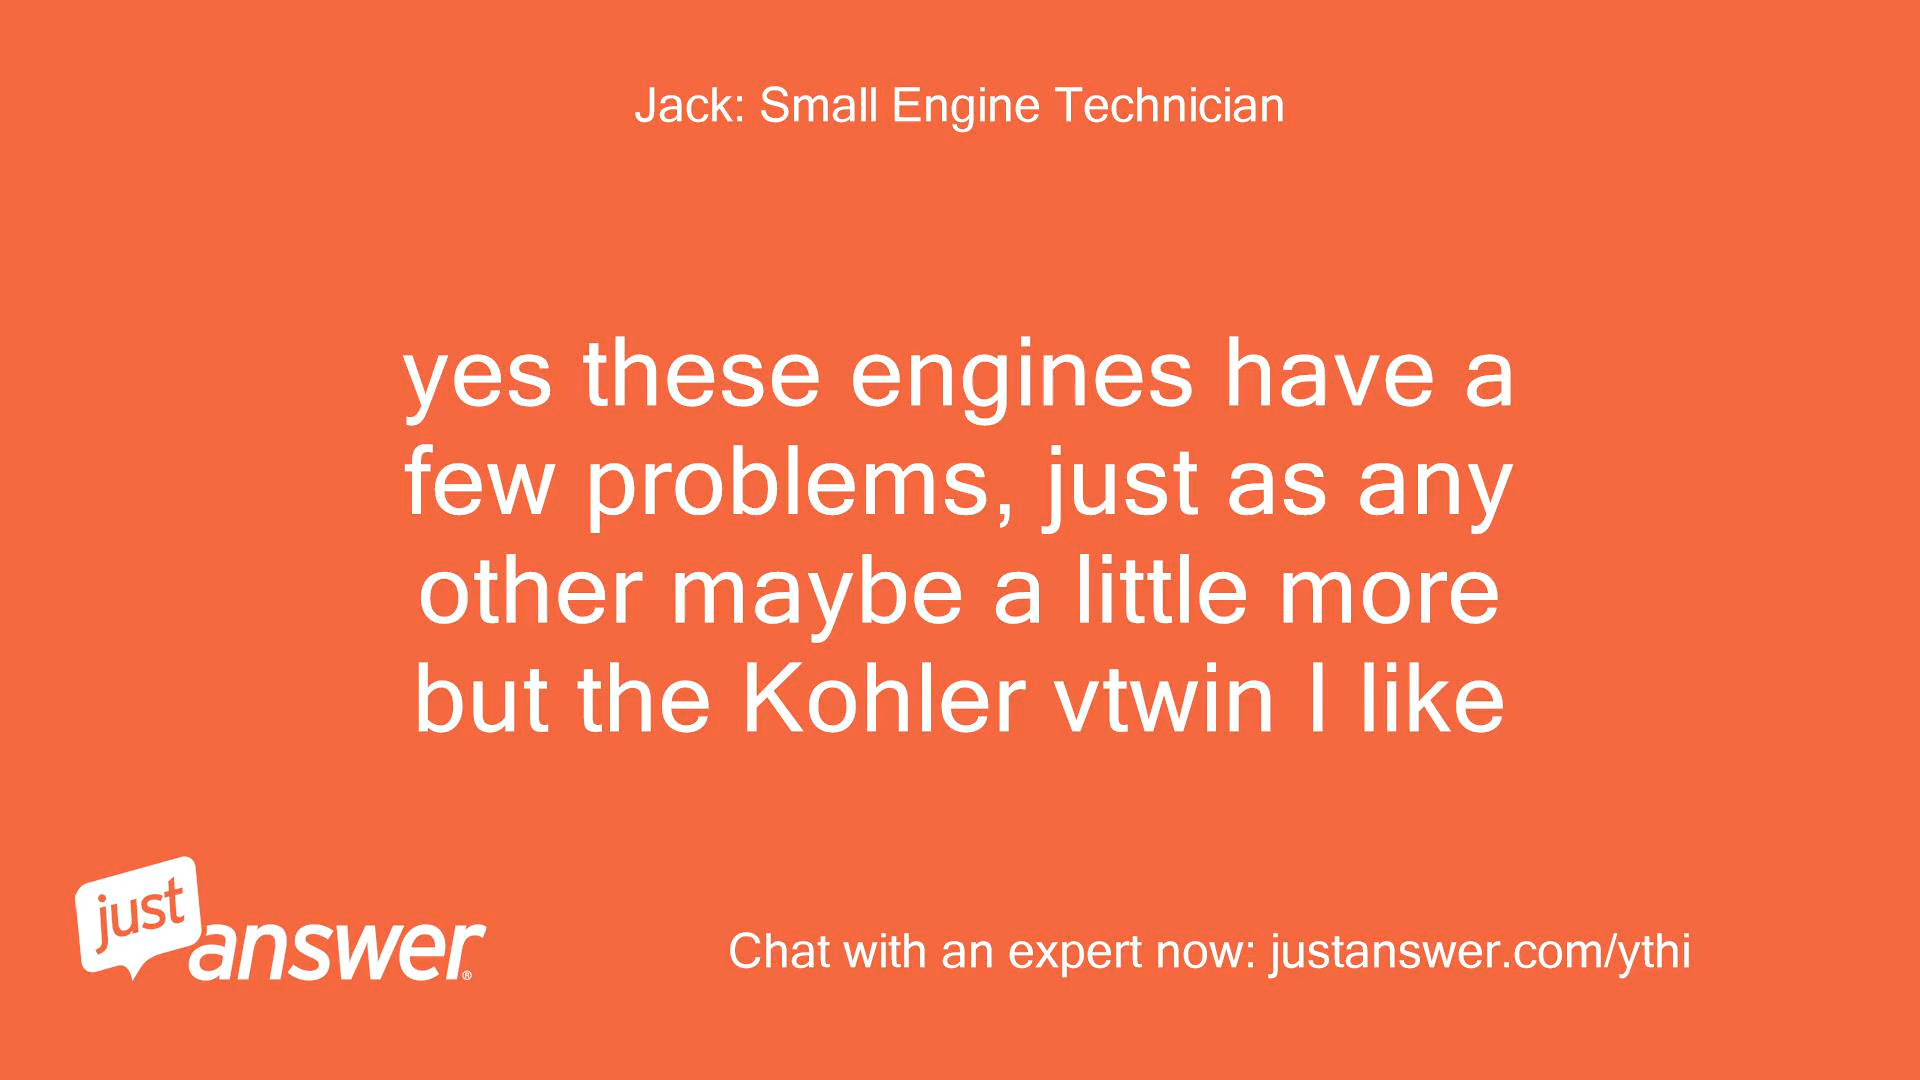 Jack: Small Engine Technician
yes these engines have a
few problems, just as any
other maybe a little more
but the Kohler vtwin I like
just
answer®
Chat with an expert now: justanswer.com/ythi